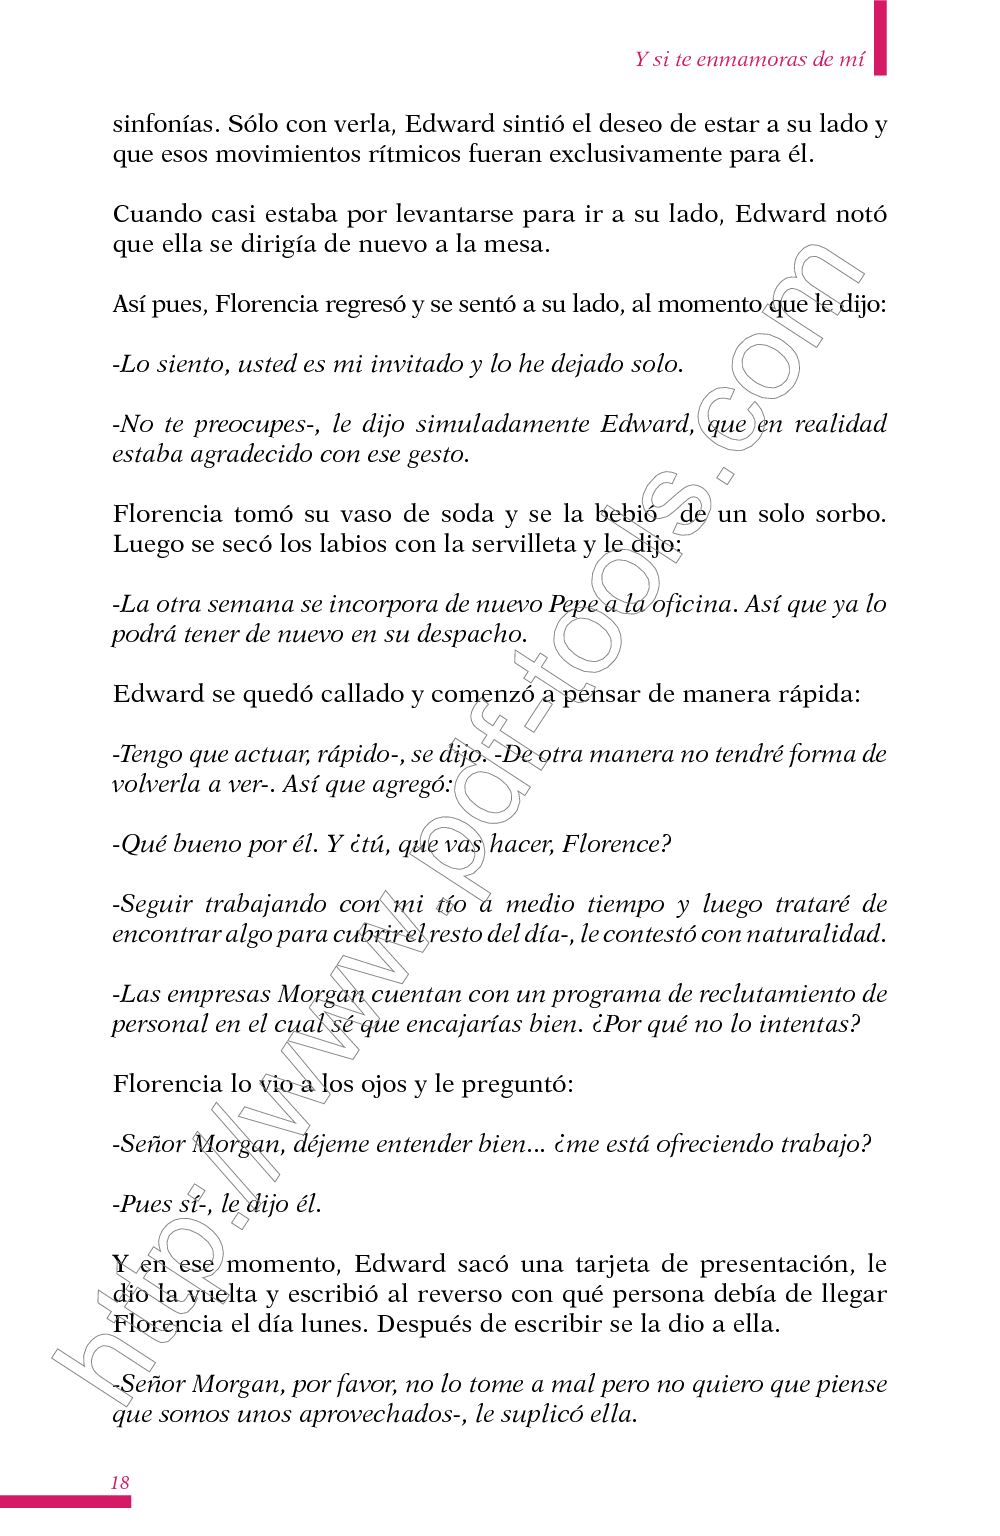 Y si te enmamoras de mí
sinfonías. Sólo con verla, Edward sintió el deseo de estar a su lado y
que esos movimientos rítmicos fueran exclusivamente para él.
Cuando casi estaba por levantarse para ir a su lado, Edward notó
que ella se dirigía de nuevo a la mesa.
Así pues, Florencia regresó y se sentó a su lado, al momento que le dijo:
-Lo siento, usted es mi invitado y lo he dejado solo.
-No te preocupes-, le dijo simuladamente Edward, que en realidad
estaba agradecido con ese gesto.
Florencia tomó su vaso de soda y se la bebió de un solo sorbo.
Luego se secó los labios con la servilleta y le dijo:
-La otra semana se incorpora de nuevo Pepe a la oficina. Así que ya lo
podrá tener de nuevo en su despacho.
Edward se quedó callado y comenzó a pensar de manera rápida:
-Tengo que actuar, rápido-, se dijo. -De otra manera no tendré forma de
volverla a ver-. Así que agregó:
-Qué bueno por él. Y ¿tú, que vas hacer, Florence?
-Seguir trabajando con mi tío a medio tiempo y luego trataré de
encontrar algo para cubrir el resto del día-, le contestó con naturalidad.
-Las empresas Morgan cuentan con un programa de reclutamiento de
personal en el cual sé que encajarías bien. ¿Por qué no lo intentas?
Florencia lo vio a los ojos y le preguntó:
-Señor Morgan, déjeme entender bien... ¿me está ofreciendo trabajo?
-Pues sí-, le dijo él.
Y en ese momento, Edward sacó una tarjeta de presentación, le
dio la vuelta y escribió al reverso con qué persona debía de llegar
Florencia el día lunes. Después de escribir se la dio a ella.
-Señor Morgan, por favor, no lo tome a mal pero no quiero que piense
que somos unos aprovechados-, le suplicó ella.
18
http://www.pdf-tools.com